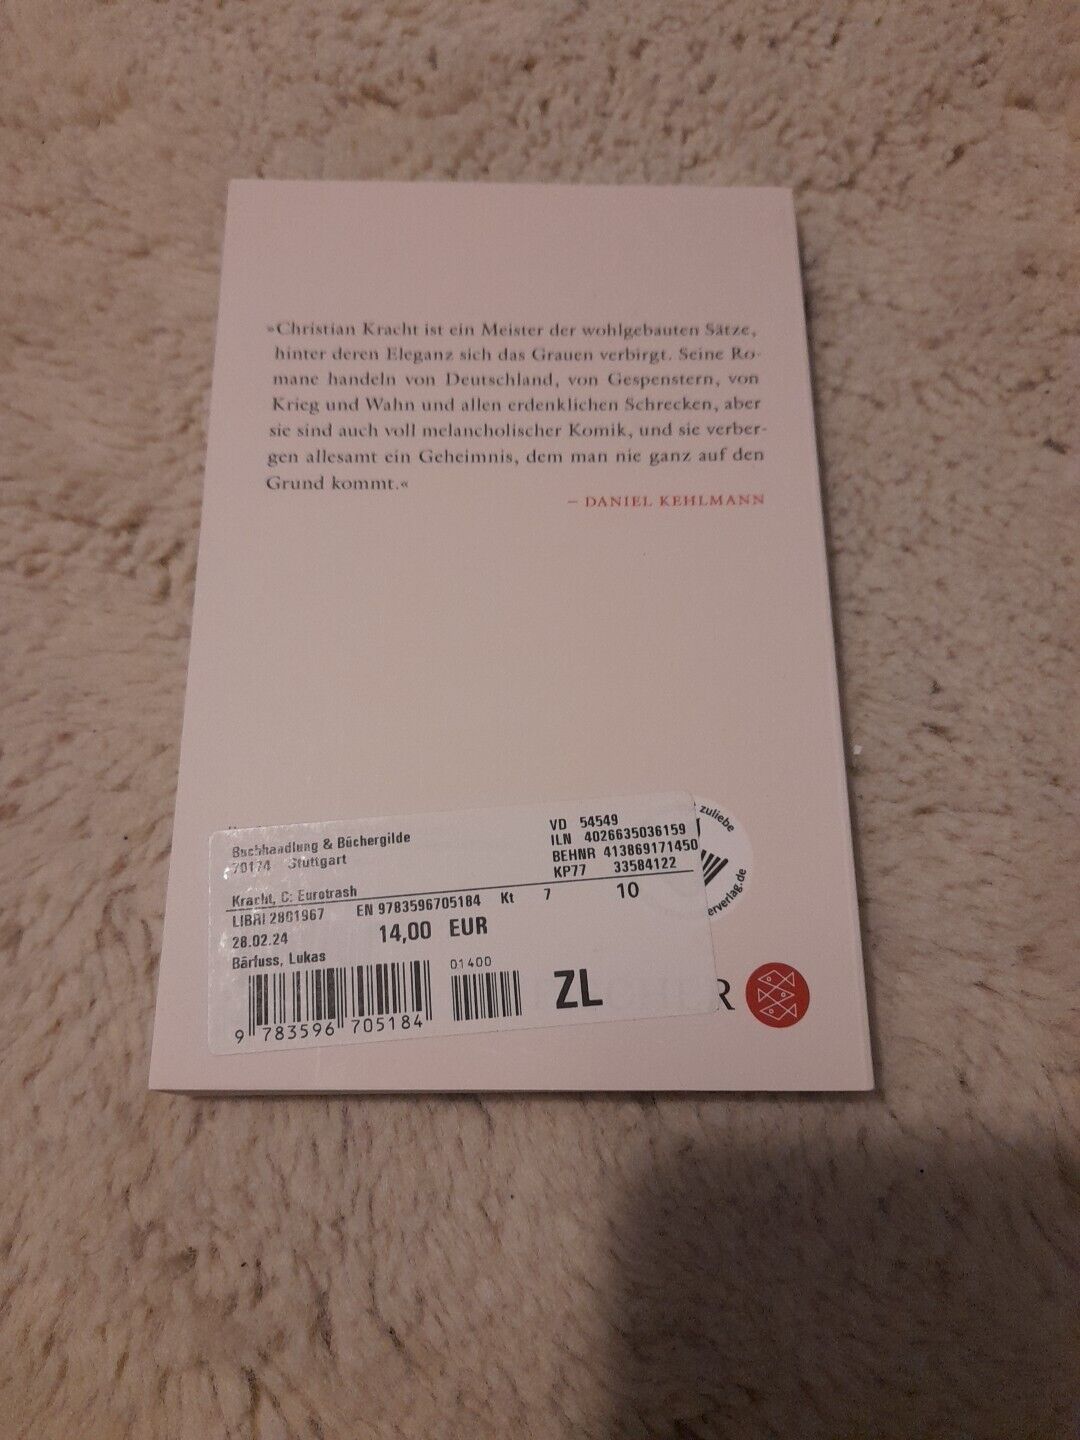 »Christian Kracht ist ein Meister der wohlgebauten Sätze,
hinter deren Eleganz sich das Grauen verbirgt. Seine Ro-
mane handeln von Deutschland, von Gespenstern, von
Krieg und Wahn und allen erdenklichen Schrecken, aber
sie sind auch voll melancholischer Komik, und sie verber-
gen allesamt ein Geheimnis, dem man nie ganz auf den
Grund kommt.«
– DANIEL KEHLMANN
zuliebe
erverlag.de
Buchhandlung & Büchergilde
70174 Stuttgart
VD 54549
ILN 4026635036159
BEHNR 413869171450
KP77 33584122
Kracht, C: Eurotrash
LIBRI 2801967 EN 9783596705184 Kt 7 10
28.02.24 14,00 EUR
Bärfuss, Lukas
01400
ZL
9 783596 705184
R